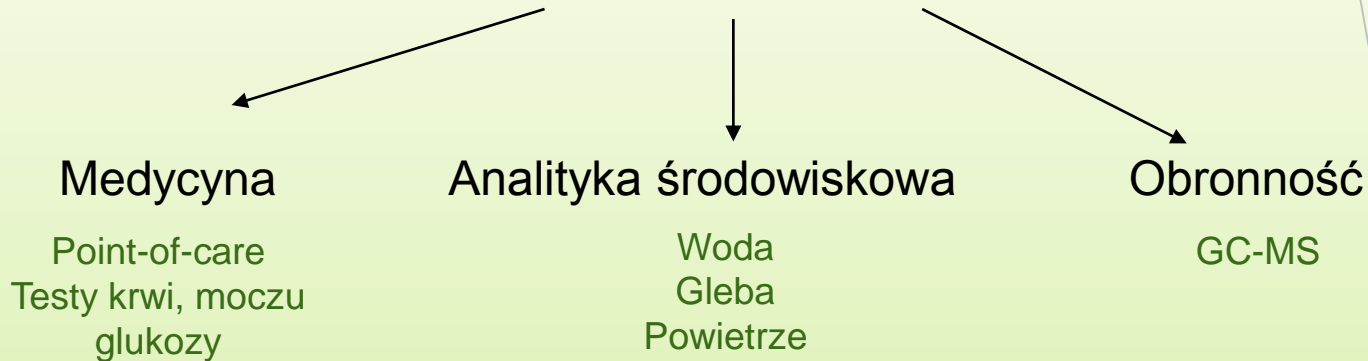 Medycyna
Analityka środowiskowa
Obronność
Point-of-care
Testy krwi, moczu
glukozy
Woda
Gleba
Powietrze
GC-MS